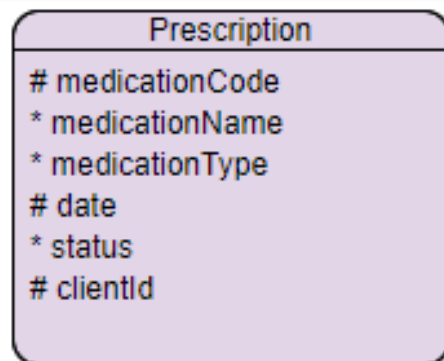 Prescription
# medicationCode
* medicationName
* medicationType
# date
* status
# clientId